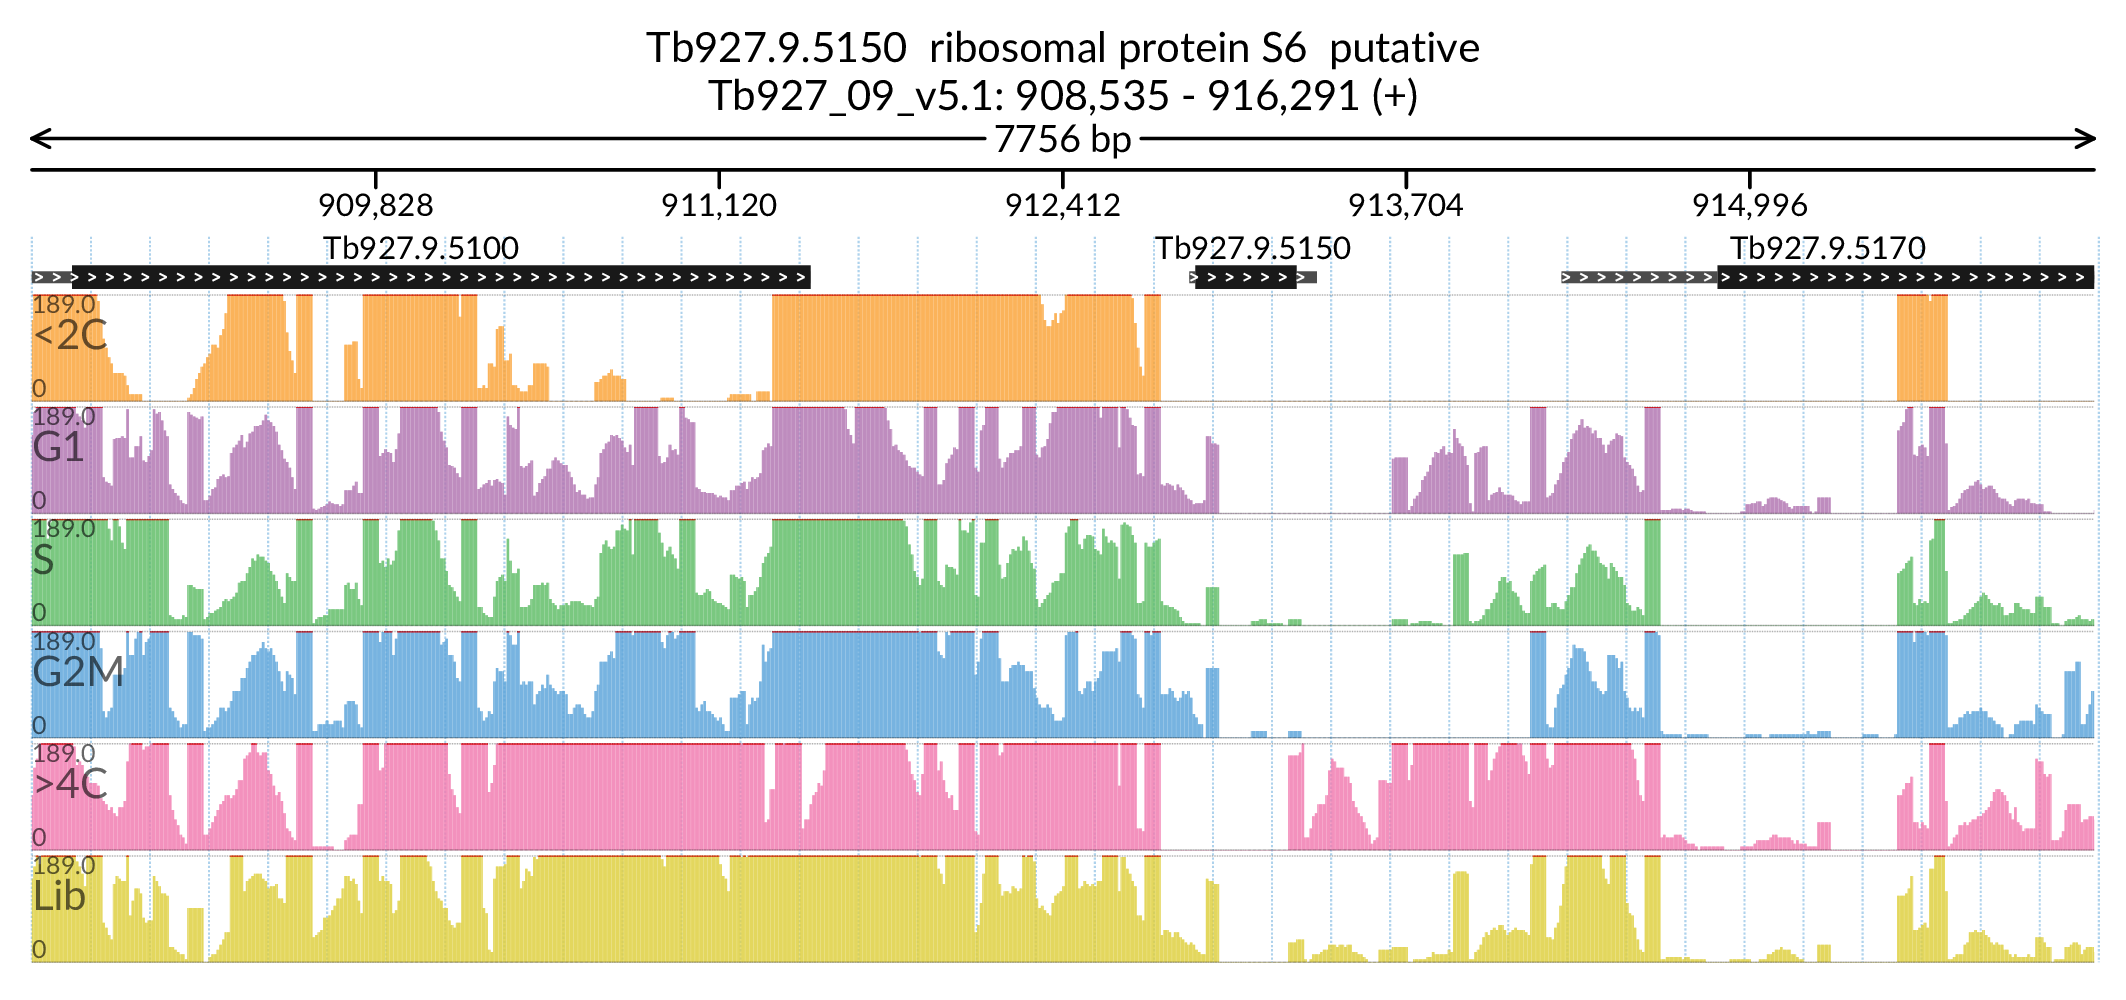 Tb927.9.5150  ribosomal protein S6  putative
Tb927_09_v5.1: 908,535 - 916,291 (+)
7756 bp
909,828 911,120 912,412 913,704 914,996
Tb927.9.5100 Tb927.9.5150 Tb927.9.5170
189.0
<2C
0
189.0
G1
0
189.0
S
0
189.0
G2M
0
189.0
>4C
0
189.0
Lib
0